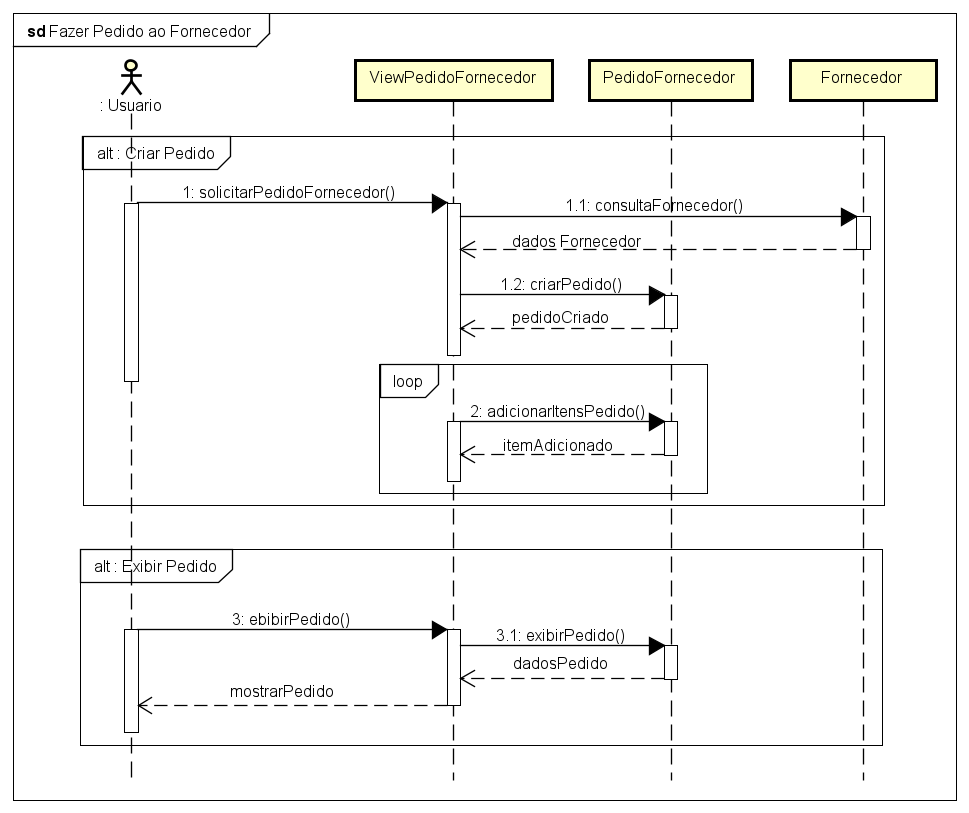 sd Fazer Pedido ao Fornecedor
: Usuario
ViewPedidoFornecedor
PedidoFornecedor
Fornecedor
alt : Criar Pedido
1: solicitarPedidoFornecedor()
1.1: consultaFornecedor()
dados Fornecedor
1.2: criarPedido()
pedidoCriado
loop
2: adicionarItensPedido()
itemAdicionado
alt : Exibir Pedido
3: ebibirPedido()
3.1: exibirPedido()
dadosPedido
mostrarPedido